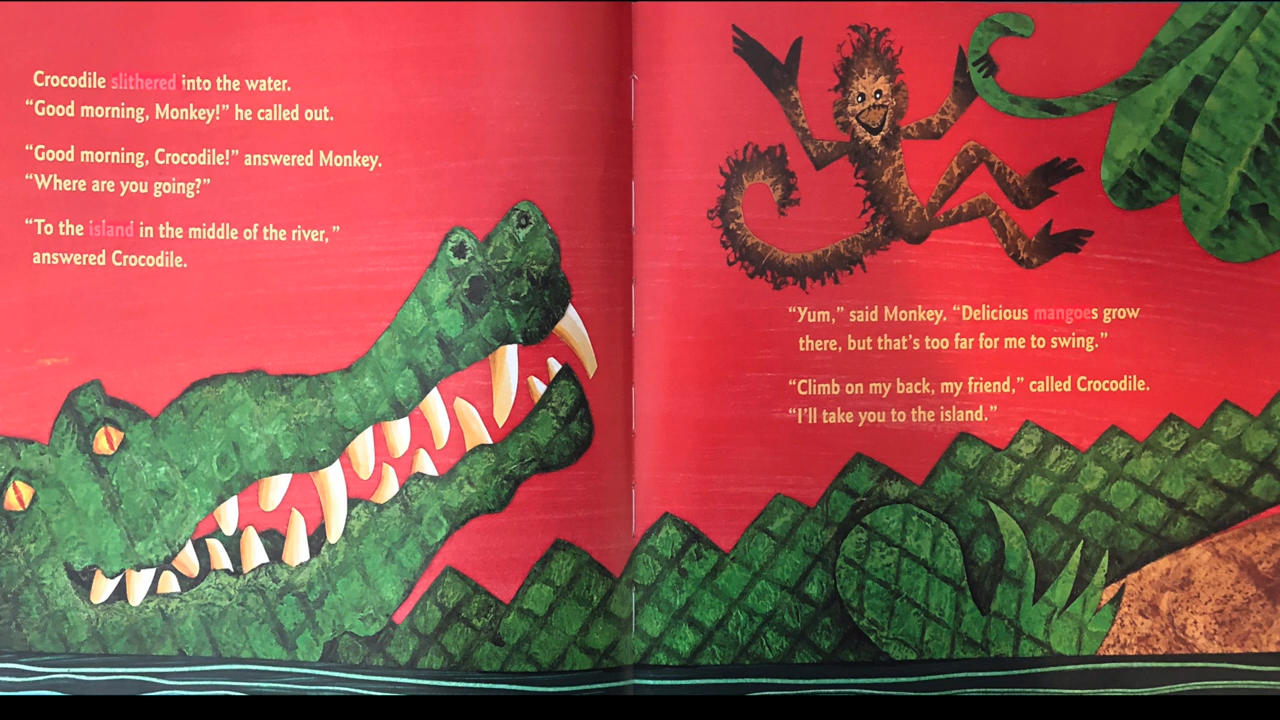 Crocodile slithered into the water.
“Good morning, Monkey!” he called out.
“Good morning, Crocodile!” answered Monkey.
“Where are you going?”
“To the island in the middle of the river,”
answered Crocodile.
“Yum,” said Monkey. “Delicious mangoes grow
there, but that’s too far for me to swing.”
“Climb on my back, my friend,” called Crocodile.
“I’ll take you to the island.”